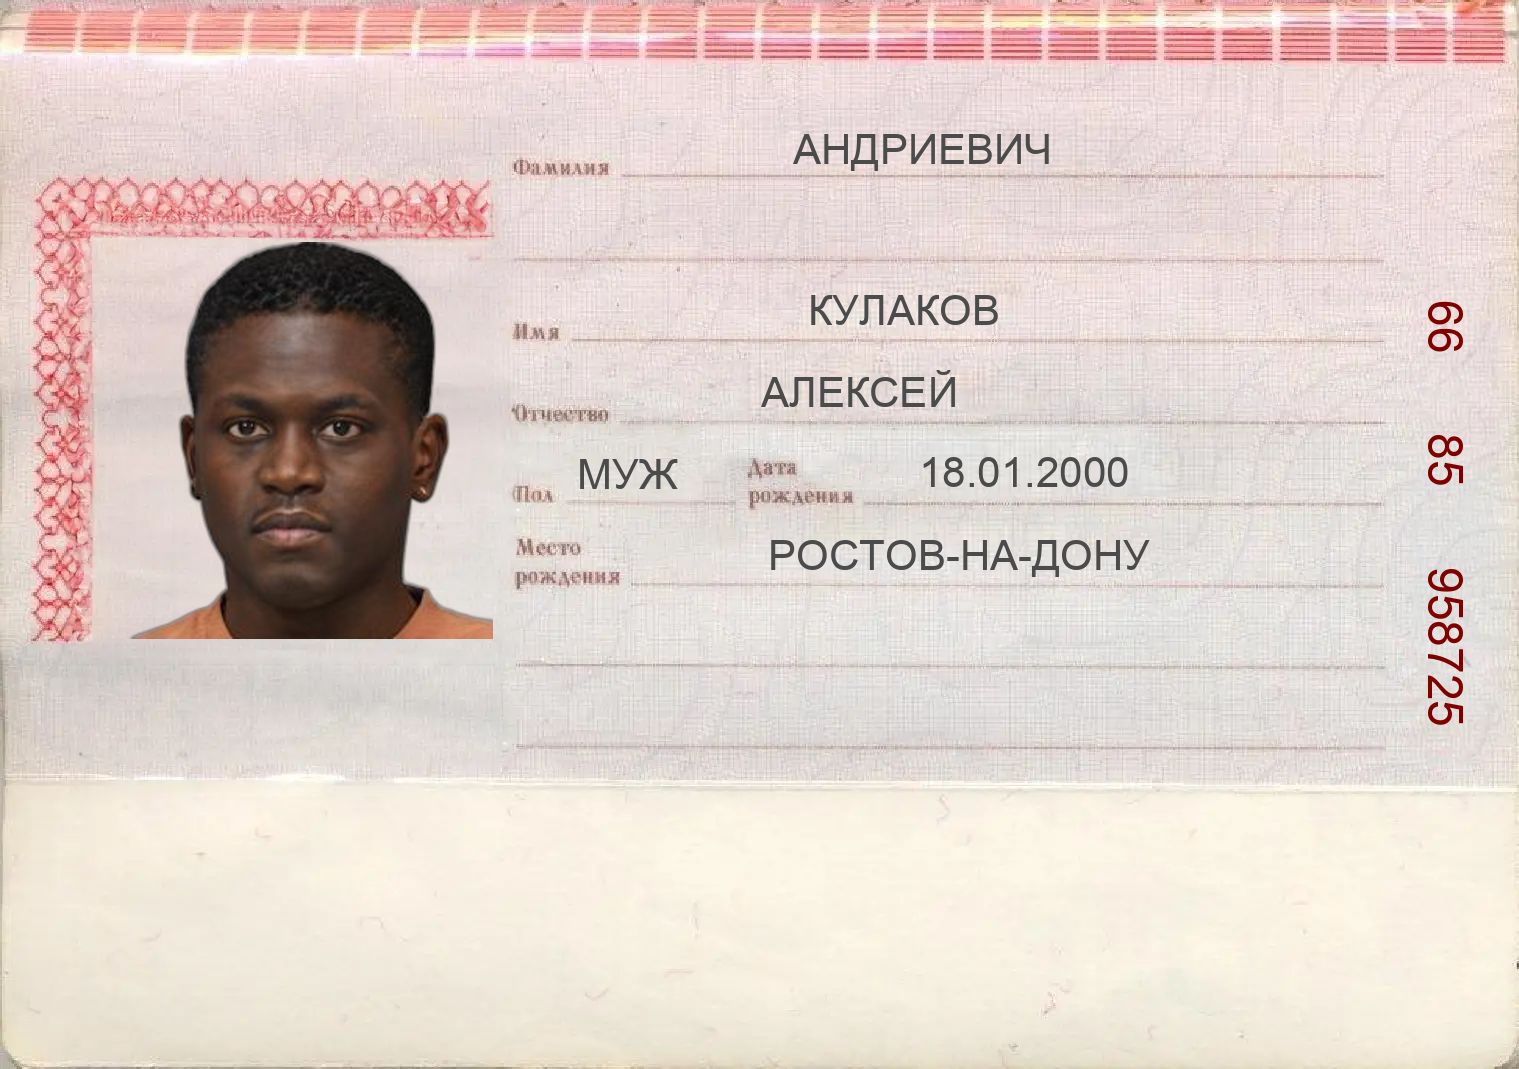 Фамилия АНДРИЕВИЧ
Имя КУЛАКОВ
Отчество АЛЕКСЕЙ
Пол МУЖ Дата рождения 18.01.2000
Место рождения РОСТОВ-НА-ДОНУ
66 85 958725